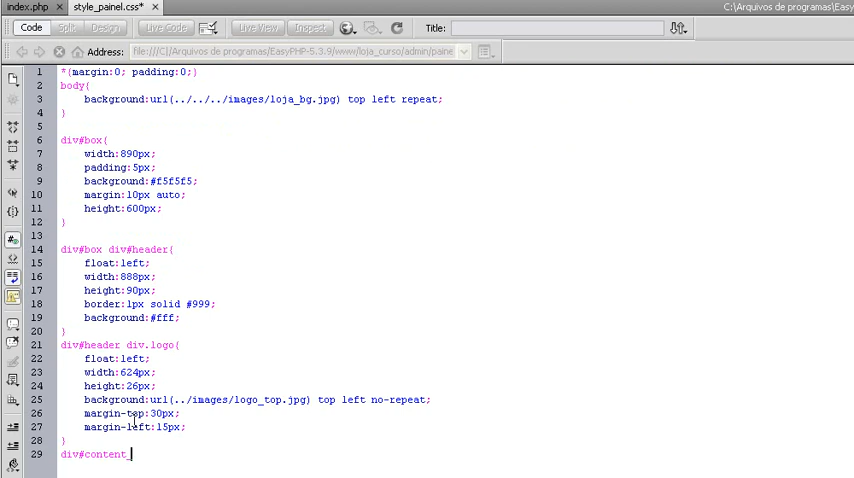 index.php × style_painel.css* ×
Code Split Design Live Code Live View Inspect Title:
Address: file:///C|/Arquivos de programas/EasyPHP-5.3.9/www/loja_curso/admin/paine
C:\Arquivos de programas\Easy
1 *{margin:0; padding:0;}
2 body{
3 background:url(../../../images/loja_bg.jpg) top left repeat;
4 }
5
6 div#box{
7 width:890px;
8 padding:5px;
9 background:#f5f5f5;
10 margin:10px auto;
11 height:600px;
12 }
13
14 div#box div#header{
15 float:left;
16 width:888px;
17 height:90px;
18 border:1px solid #999;
19 background:#fff;
20 }
21 div#header div.logo{
22 float:left;
23 width:624px;
24 height:26px;
25 background:url(../images/logo_top.jpg) top left no-repeat;
26 margin-top:30px;
27 margin-left:15px;
28 }
29 div#content_